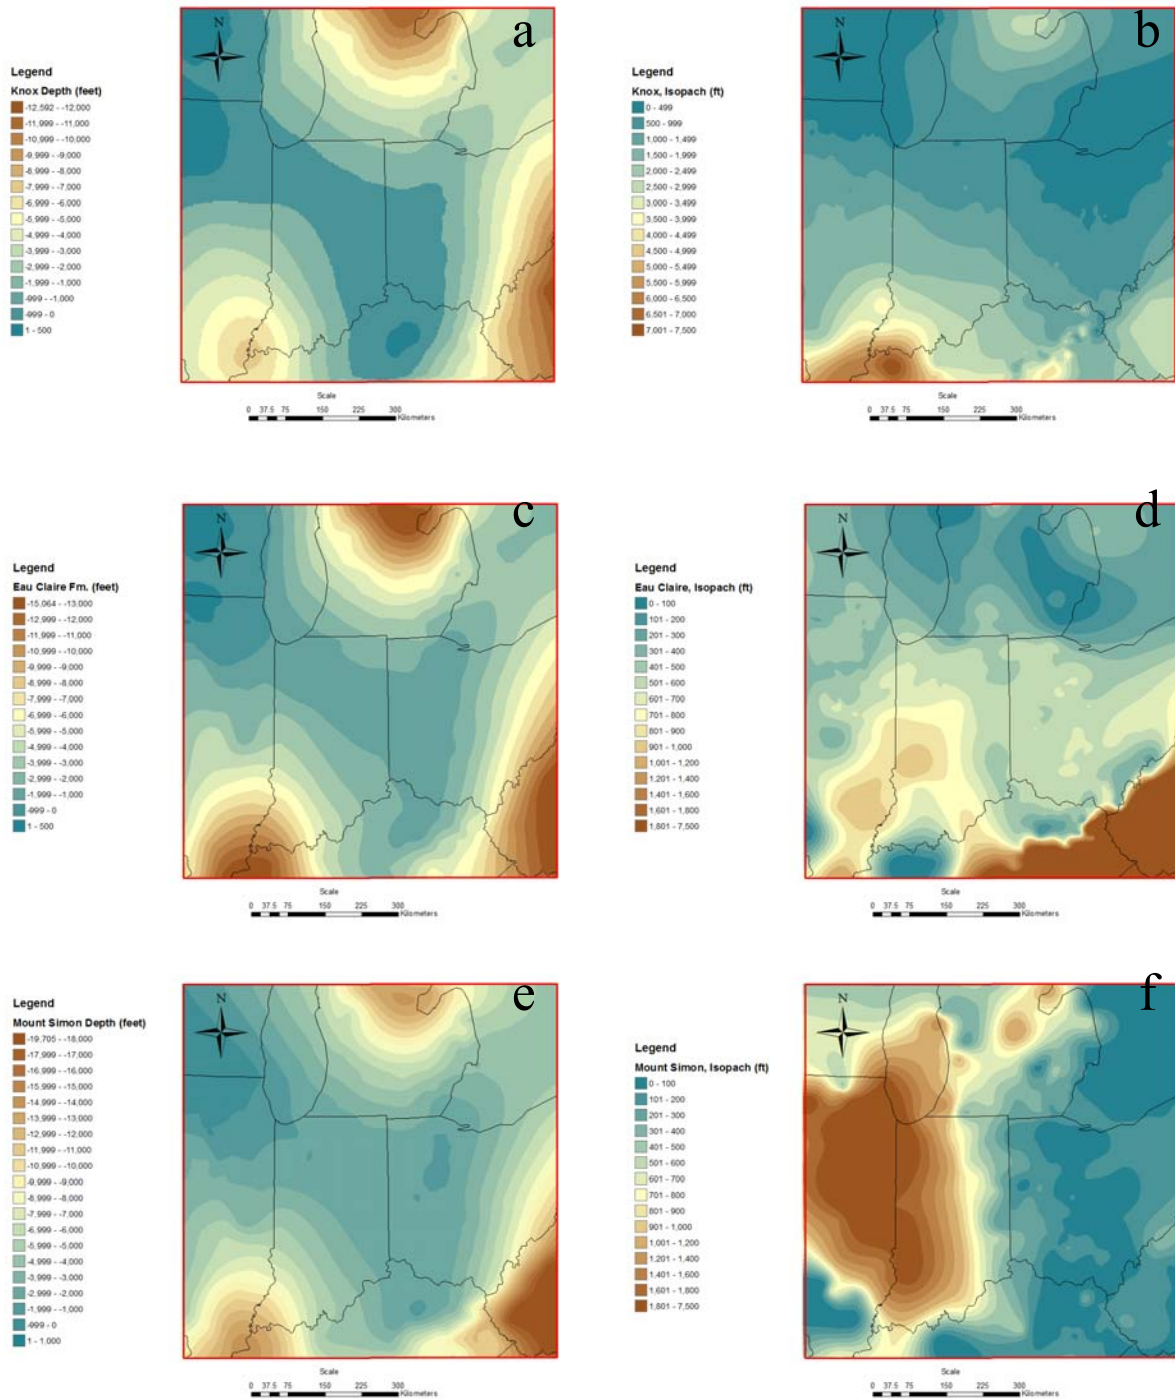 a
N
Legend
Knox Depth (feet)
-12,592 - -12,000
-11,999 - -11,000
-10,999 - -10,000
-9,999 - -9,000
-8,999 - -8,000
-7,999 - -7,000
-6,999 - -6,000
-5,999 - -5,000
-4,999 - -4,000
-3,999 - -3,000
-2,999 - -2,000
-1,999 - -1,000
-999 - -1,000
-999 - 0
1 - 500
Scale
0 37.5 75 150 225 300
Kilometers
b
N
Legend
Knox, Isopach (ft)
0 - 499
500 - 999
1,000 - 1,499
1,500 - 1,999
2,000 - 2,499
2,500 - 2,999
3,000 - 3,499
3,500 - 3,999
4,000 - 4,499
4,500 - 4,999
5,000 - 5,499
5,500 - 5,999
6,000 - 6,500
6,501 - 7,000
7,001 - 7,500
Scale
0 37.5 75 150 225 300
Kilometers
c
N
Legend
Eau Claire Fm. (feet)
-15,064 - -13,000
-12,999 - -12,000
-11,999 - -11,000
-10,999 - -10,000
-9,999 - -9,000
-8,999 - -8,000
-7,999 - -7,000
-6,999 - -6,000
-5,999 - -5,000
-4,999 - -4,000
-3,999 - -3,000
-2,999 - -2,000
-1,999 - -1,000
-999 - 0
1 - 500
Scale
0 37.5 75 150 225 300
Kilometers
d
N
Legend
Eau Claire, Isopach (ft)
0 - 100
101 - 200
201 - 300
301 - 400
401 - 500
501 - 600
601 - 700
701 - 800
801 - 900
901 - 1,000
1,001 - 1,200
1,201 - 1,400
1,401 - 1,600
1,601 - 1,800
1,801 - 7,500
Scale
0 37.5 75 150 225 300
Kilometers
e
N
Legend
Mount Simon Depth (feet)
-19,705 - -18,000
-17,999 - -17,000
-16,999 - -16,000
-15,999 - -15,000
-14,999 - -14,000
-13,999 - -13,000
-12,999 - -12,000
-11,999 - -11,000
-10,999 - -10,000
-9,999 - -9,000
-8,999 - -8,000
-7,999 - -7,000
-6,999 - -6,000
-5,999 - -5,000
-4,999 - -4,000
-3,999 - -3,000
-2,999 - -2,000
-1,999 - -1,000
-999 - 0
1 - 1,000
Scale
0 37.5 75 150 225 300
Kilometers
f
N
Legend
Mount Simon, Isopach (ft)
0 - 100
101 - 200
201 - 300
301 - 400
401 - 500
501 - 600
601 - 700
701 - 800
801 - 900
901 - 1,000
1,001 - 1,200
1,201 - 1,400
1,401 - 1,600
1,601 - 1,800
1,801 - 7,500
Scale
0 37.5 75 150 225 300
Kilometers